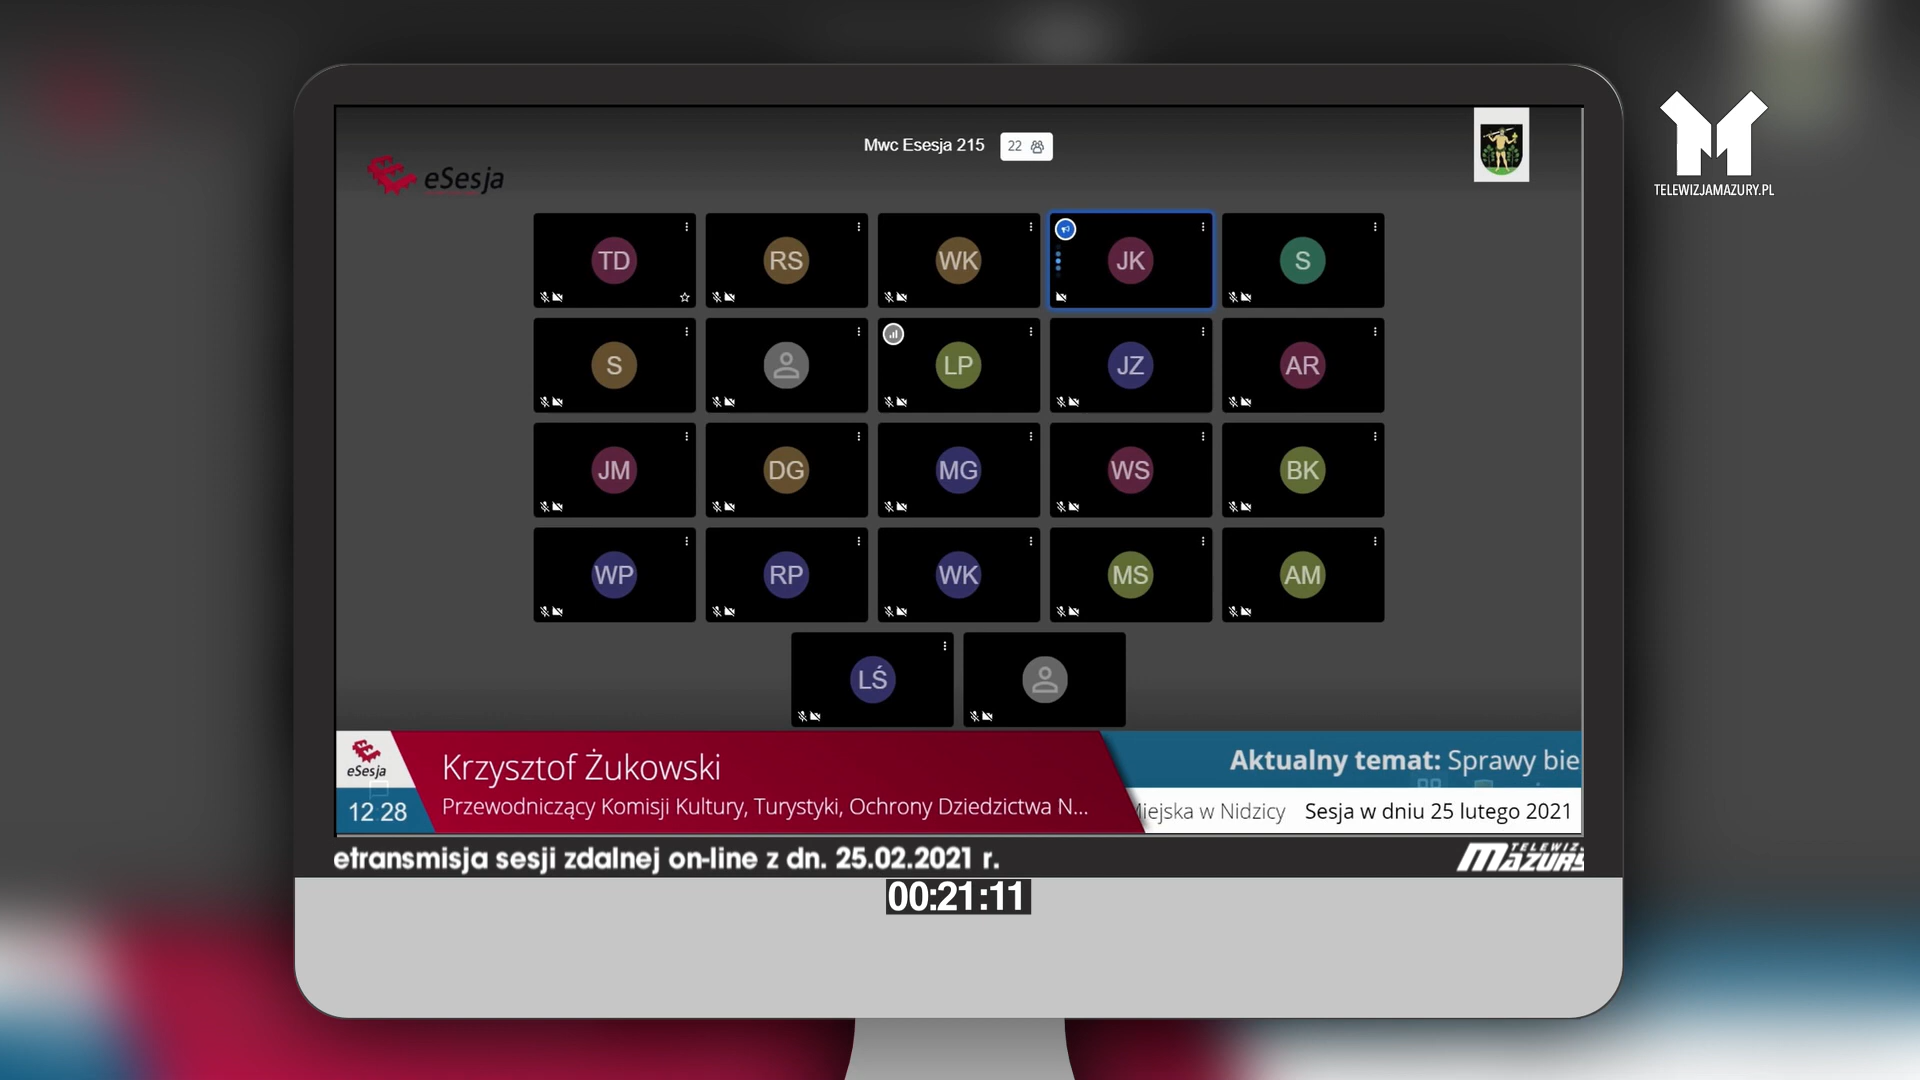 Mwc Esesja 215 22
eSesja
TELEWIZJAMAZURY.PL
TD RS WK JK S
S LP JZ AR
JM DG MG WS BK
WP RP WK MS AM
LŚ
eSesja
12 28
Krzysztof Żukowski
Przewodniczący Komisji Kultury, Turystyki, Ochrony Dziedzictwa N...
Aktualny temat: Sprawy bie
Miejska w Nidzicy Sesja w dniu 25 lutego 2021
etransmisja sesji zdalnej on-line z dn. 25.02.2021 r.
TELEWIZ.
MAZURY
00:21:11